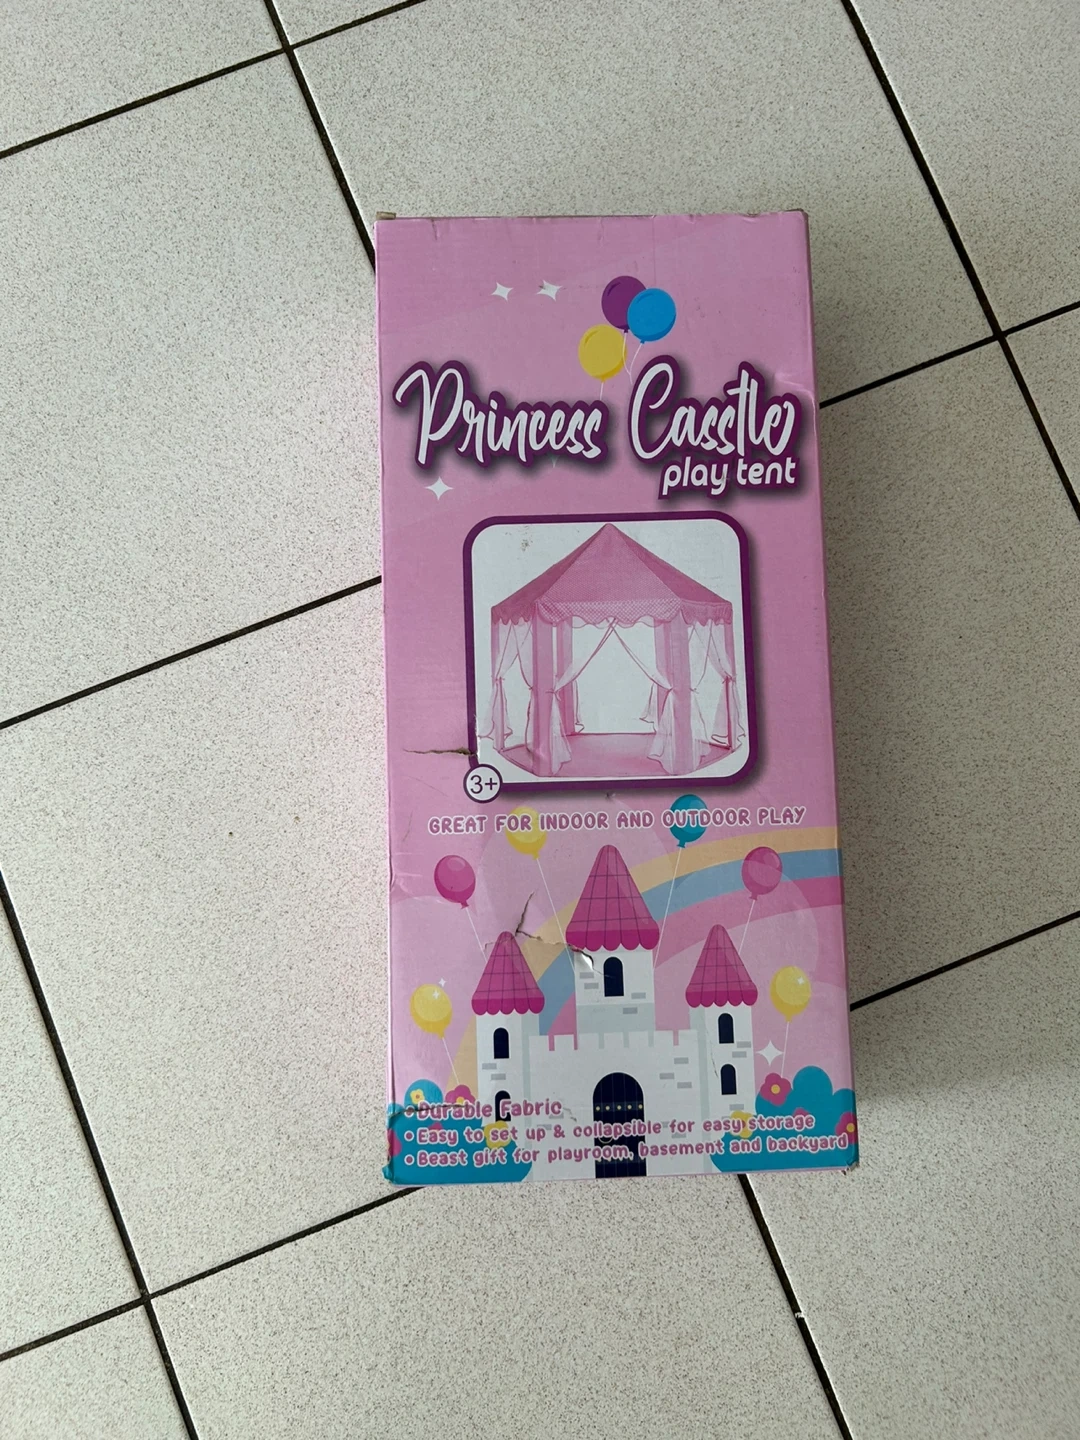 Princess Casstle
play tent
3+
GREAT FOR INDOOR AND OUTDOOR PLAY
• Durable Fabric
• Easy to set up & collapsible for easy storage
• Beast gift for playroom, basement and backyard